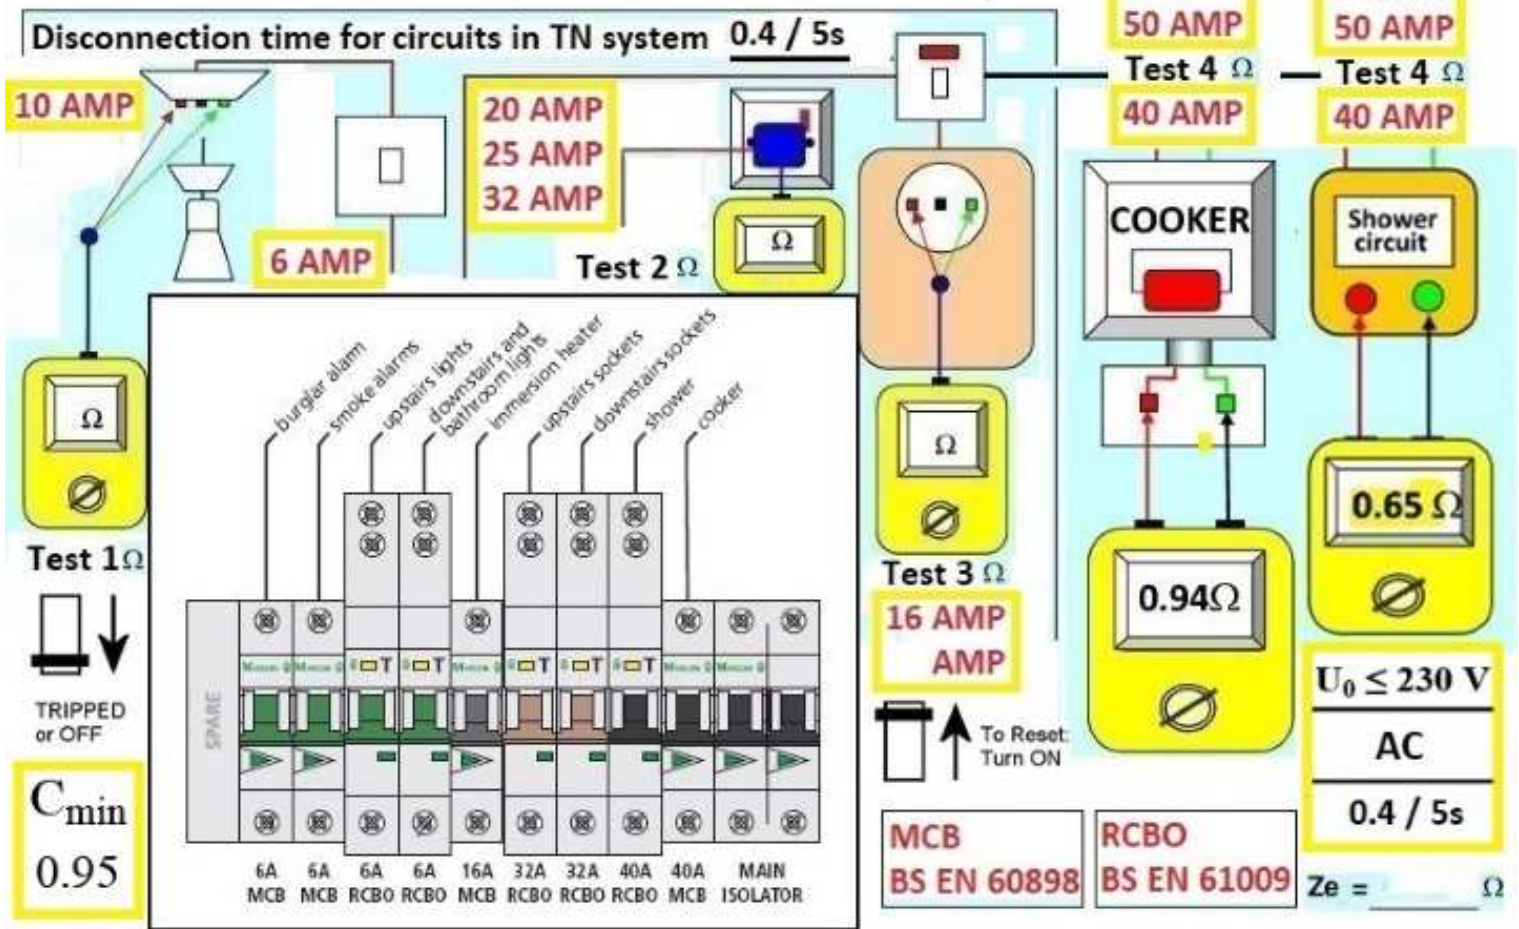 Disconnection time for circuits in TN system 0.4 / 5s
50 AMP
50 AMP
Test 4 Ω
Test 4 Ω
40 AMP
40 AMP
10 AMP
20 AMP
25 AMP
32 AMP
6 AMP
Test 2 Ω
Ω
COOKER
Shower
circuit
Ω
Test 1 Ω
Ω
Test 3 Ω
16 AMP
AMP
0.94Ω
0.65 Ω
burglar alarm
smoke alarms
upstairs lights
downstairs and
bathroom lights
immersion heater
upstairs sockets
downstairs sockets
shower
cooker
SPARE
T
T
T
T
T
TRIPPED
or OFF
To Reset:
Turn ON
Cmin
0.95
6A
MCB
6A
MCB
6A
RCBO
6A
RCBO
16A
MCB
32A
RCBO
32A
RCBO
40A
RCBO
40A
MCB
MAIN
ISOLATOR
MCB
BS EN 60898
RCBO
BS EN 61009
U₀ ≤ 230 V
AC
0.4 / 5s
Ze = ______ Ω